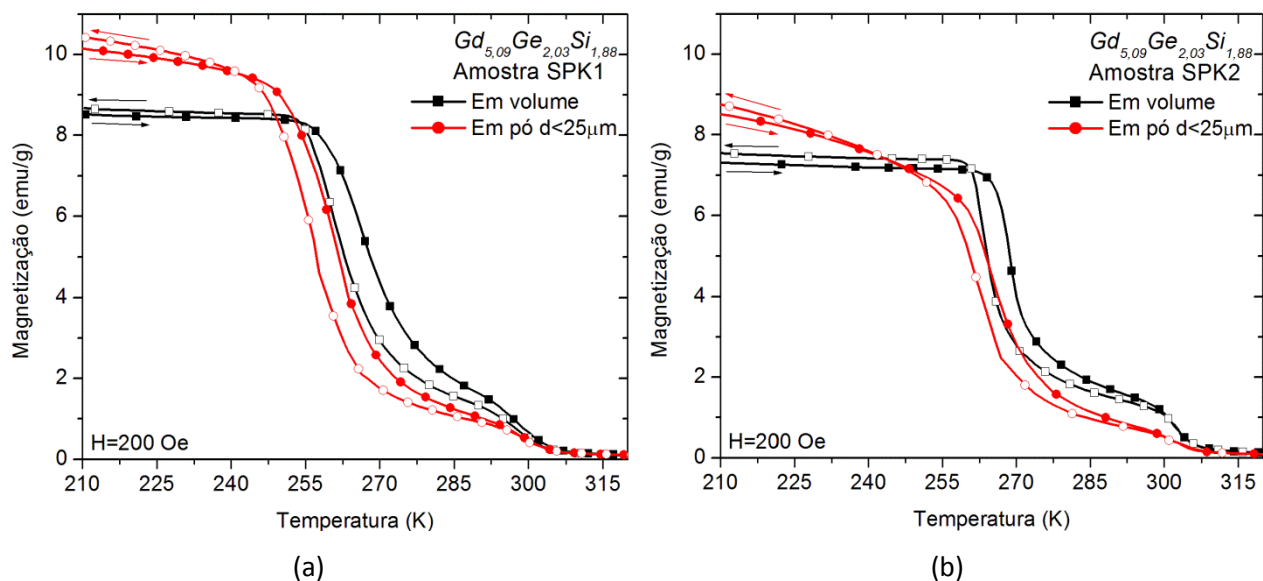 Gd5,09Ge2,03Si1,88
Amostra SPK1
Em volume
Em pó d<25μm
Magnetização (emu/g)
10
8
6
4
2
0
H=200 Oe
210 225 240 255 270 285 300 315
Temperatura (K)
(a)
Gd5,09Ge2,03Si1,88
Amostra SPK2
Em volume
Em pó d<25μm
Magnetização (emu/g)
10
8
6
4
2
0
H=200 Oe
210 225 240 255 270 285 300 315
Temperatura (K)
(b)